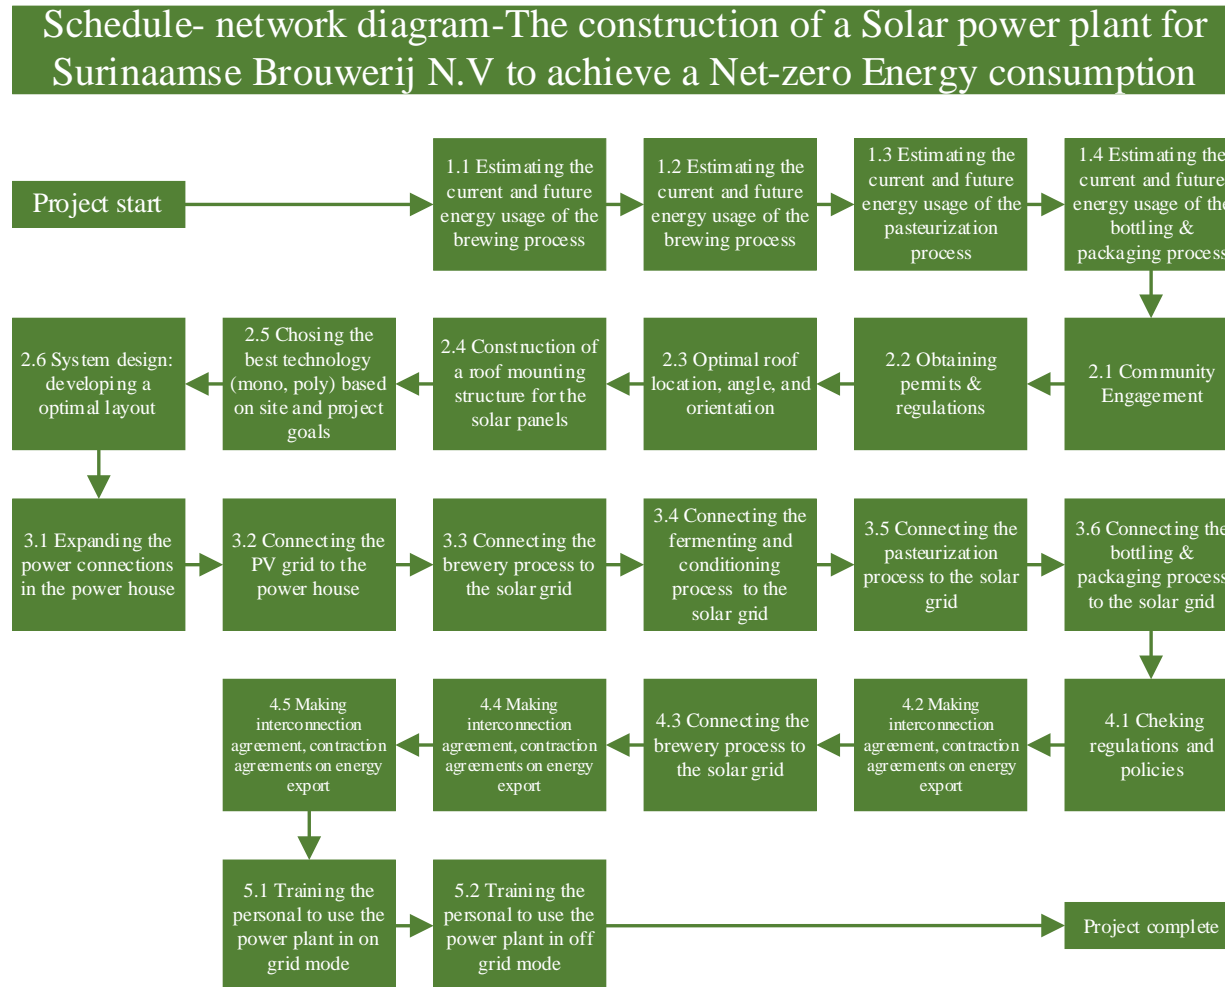 Schedule- network diagram-The construction of a Solar power plant for
Surinaamse Brouwerij N.V to achieve a Net-zero Energy consumption
Project start
1.1 Estimating the
current and future
energy usage of the
brewing process
1.2 Estimating the
current and future
energy usage of the
brewing process
1.3 Estimating the
current and future
energy usage of the
pasteurization
process
1.4 Estimating the
current and future
energy usage of the
bottling &
packaging process
2.6 System design:
developing a
optimal layout
2.5 Chosing the
best technology
(mono, poly) based
on site and project
goals
2.4 Construction of
a roof mounting
structure for the
solar panels
2.3 Optimal roof
location, angle, and
orientation
2.2 Obtaining
permits &
regulations
2.1 Community
Engagement
3.1 Expanding the
power connections
in the power house
3.2 Connecting the
PV grid to the
power house
3.3 Connecting the
brewery process to
the solar grid
3.4 Connecting the
fermenting and
conditioning
process to the
solar grid
3.5 Connecting the
pasteurization
process to the solar
grid
3.6 Connecting the
bottling &
packaging process
to the solar grid
4.5 Making
interconnection
agreement, contraction
agreements on energy
export
4.4 Making
interconnection
agreement, contraction
agreements on energy
export
4.3 Connecting the
brewery process to
the solar grid
4.2 Making
interconnection
agreement, contraction
agreements on energy
export
4.1 Cheking
regulations and
policies
5.1 Training the
personal to use the
power plant in on
grid mode
5.2 Training the
personal to use the
power plant in off
grid mode
Project complete